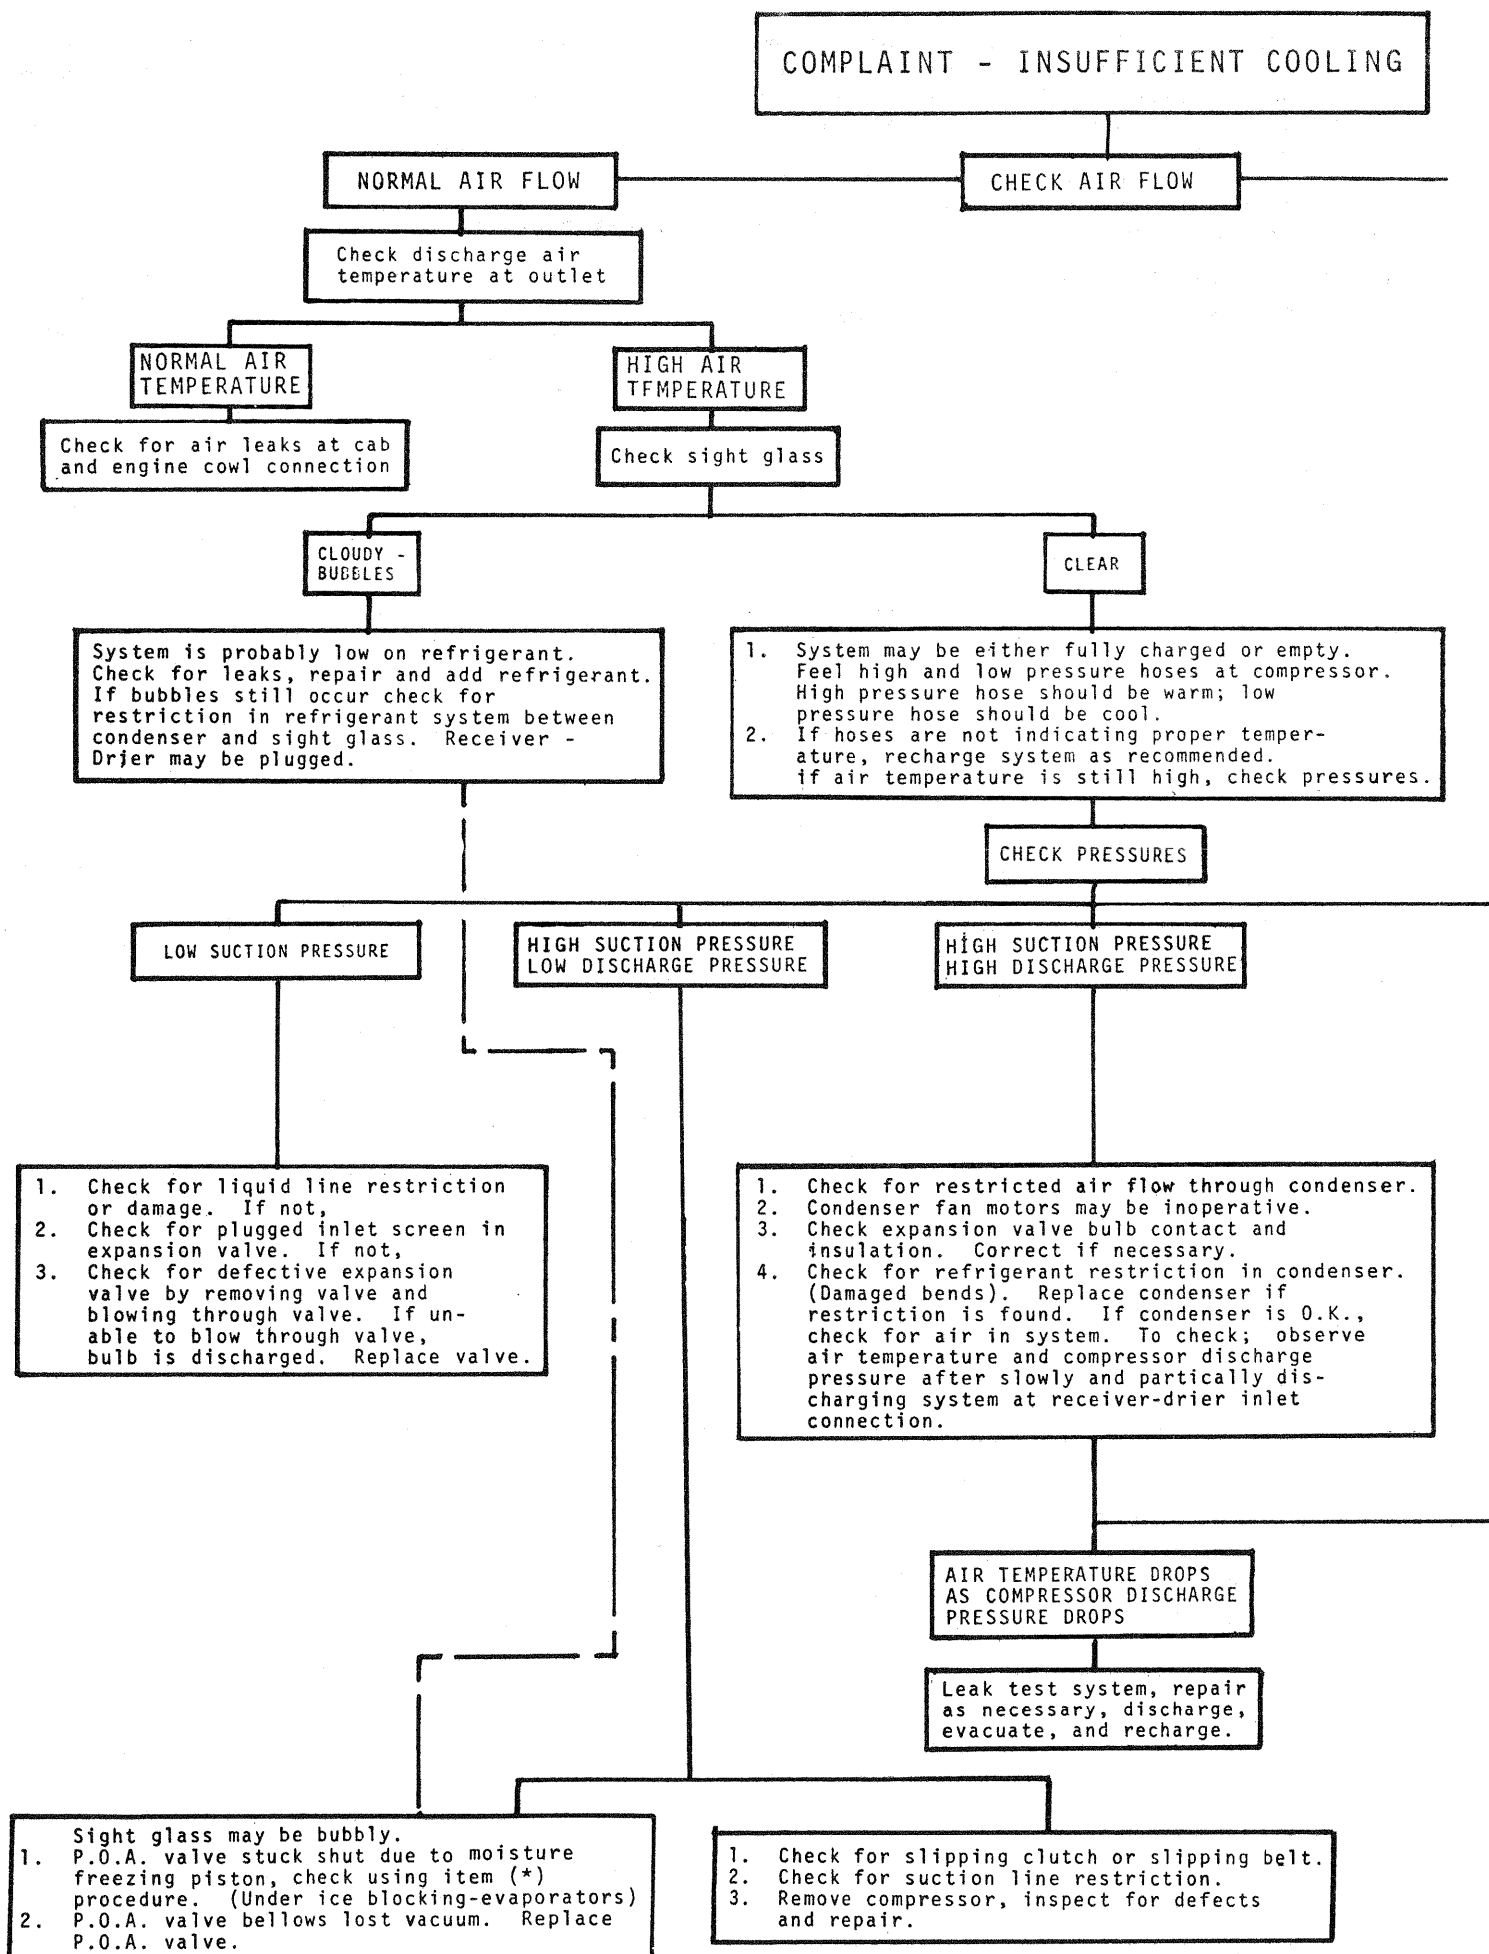 COMPLAINT - INSUFFICIENT COOLING
NORMAL AIR FLOW
CHECK AIR FLOW
Check discharge air
temperature at outlet
NORMAL AIR
TEMPERATURE
HIGH AIR
TFMPERATURE
Check for air leaks at cab
and engine cowl connection
Check sight glass
CLOUDY -
BUBBLES
CLEAR
System is probably low on refrigerant.
Check for leaks, repair and add refrigerant.
If bubbles still occur check for
restriction in refrigerant system between
condenser and sight glass. Receiver -
Drier may be plugged.
1. System may be either fully charged or empty.
Feel high and low pressure hoses at compressor.
High pressure hose should be warm; low
pressure hose should be cool.
2. If hoses are not indicating proper temper-
ature, recharge system as recommended.
if air temperature is still high, check pressures.
CHECK PRESSURES
LOW SUCTION PRESSURE
HIGH SUCTION PRESSURE
LOW DISCHARGE PRESSURE
HIGH SUCTION PRESSURE
HIGH DISCHARGE PRESSURE
1. Check for liquid line restriction
or damage. If not,
2. Check for plugged inlet screen in
expansion valve. If not,
3. Check for defective expansion
valve by removing valve and
blowing through valve. If un-
able to blow through valve,
bulb is discharged. Replace valve.
1. Check for restricted air flow through condenser.
2. Condenser fan motors may be inoperative.
3. Check expansion valve bulb contact and
insulation. Correct if necessary.
4. Check for refrigerant restriction in condenser.
(Damaged bends). Replace condenser if
restriction is found. If condenser is O.K.,
check for air in system. To check; observe
air temperature and compressor discharge
pressure after slowly and partically dis-
charging system at receiver-drier inlet
connection.
AIR TEMPERATURE DROPS
AS COMPRESSOR DISCHARGE
PRESSURE DROPS
Leak test system, repair
as necessary, discharge,
evacuate, and recharge.
Sight glass may be bubbly.
1. P.O.A. valve stuck shut due to moisture
freezing piston, check using item (*)
procedure. (Under ice blocking-evaporators)
2. P.O.A. valve bellows lost vacuum. Replace
P.O.A. valve.
1. Check for slipping clutch or slipping belt.
2. Check for suction line restriction.
3. Remove compressor, inspect for defects
and repair.